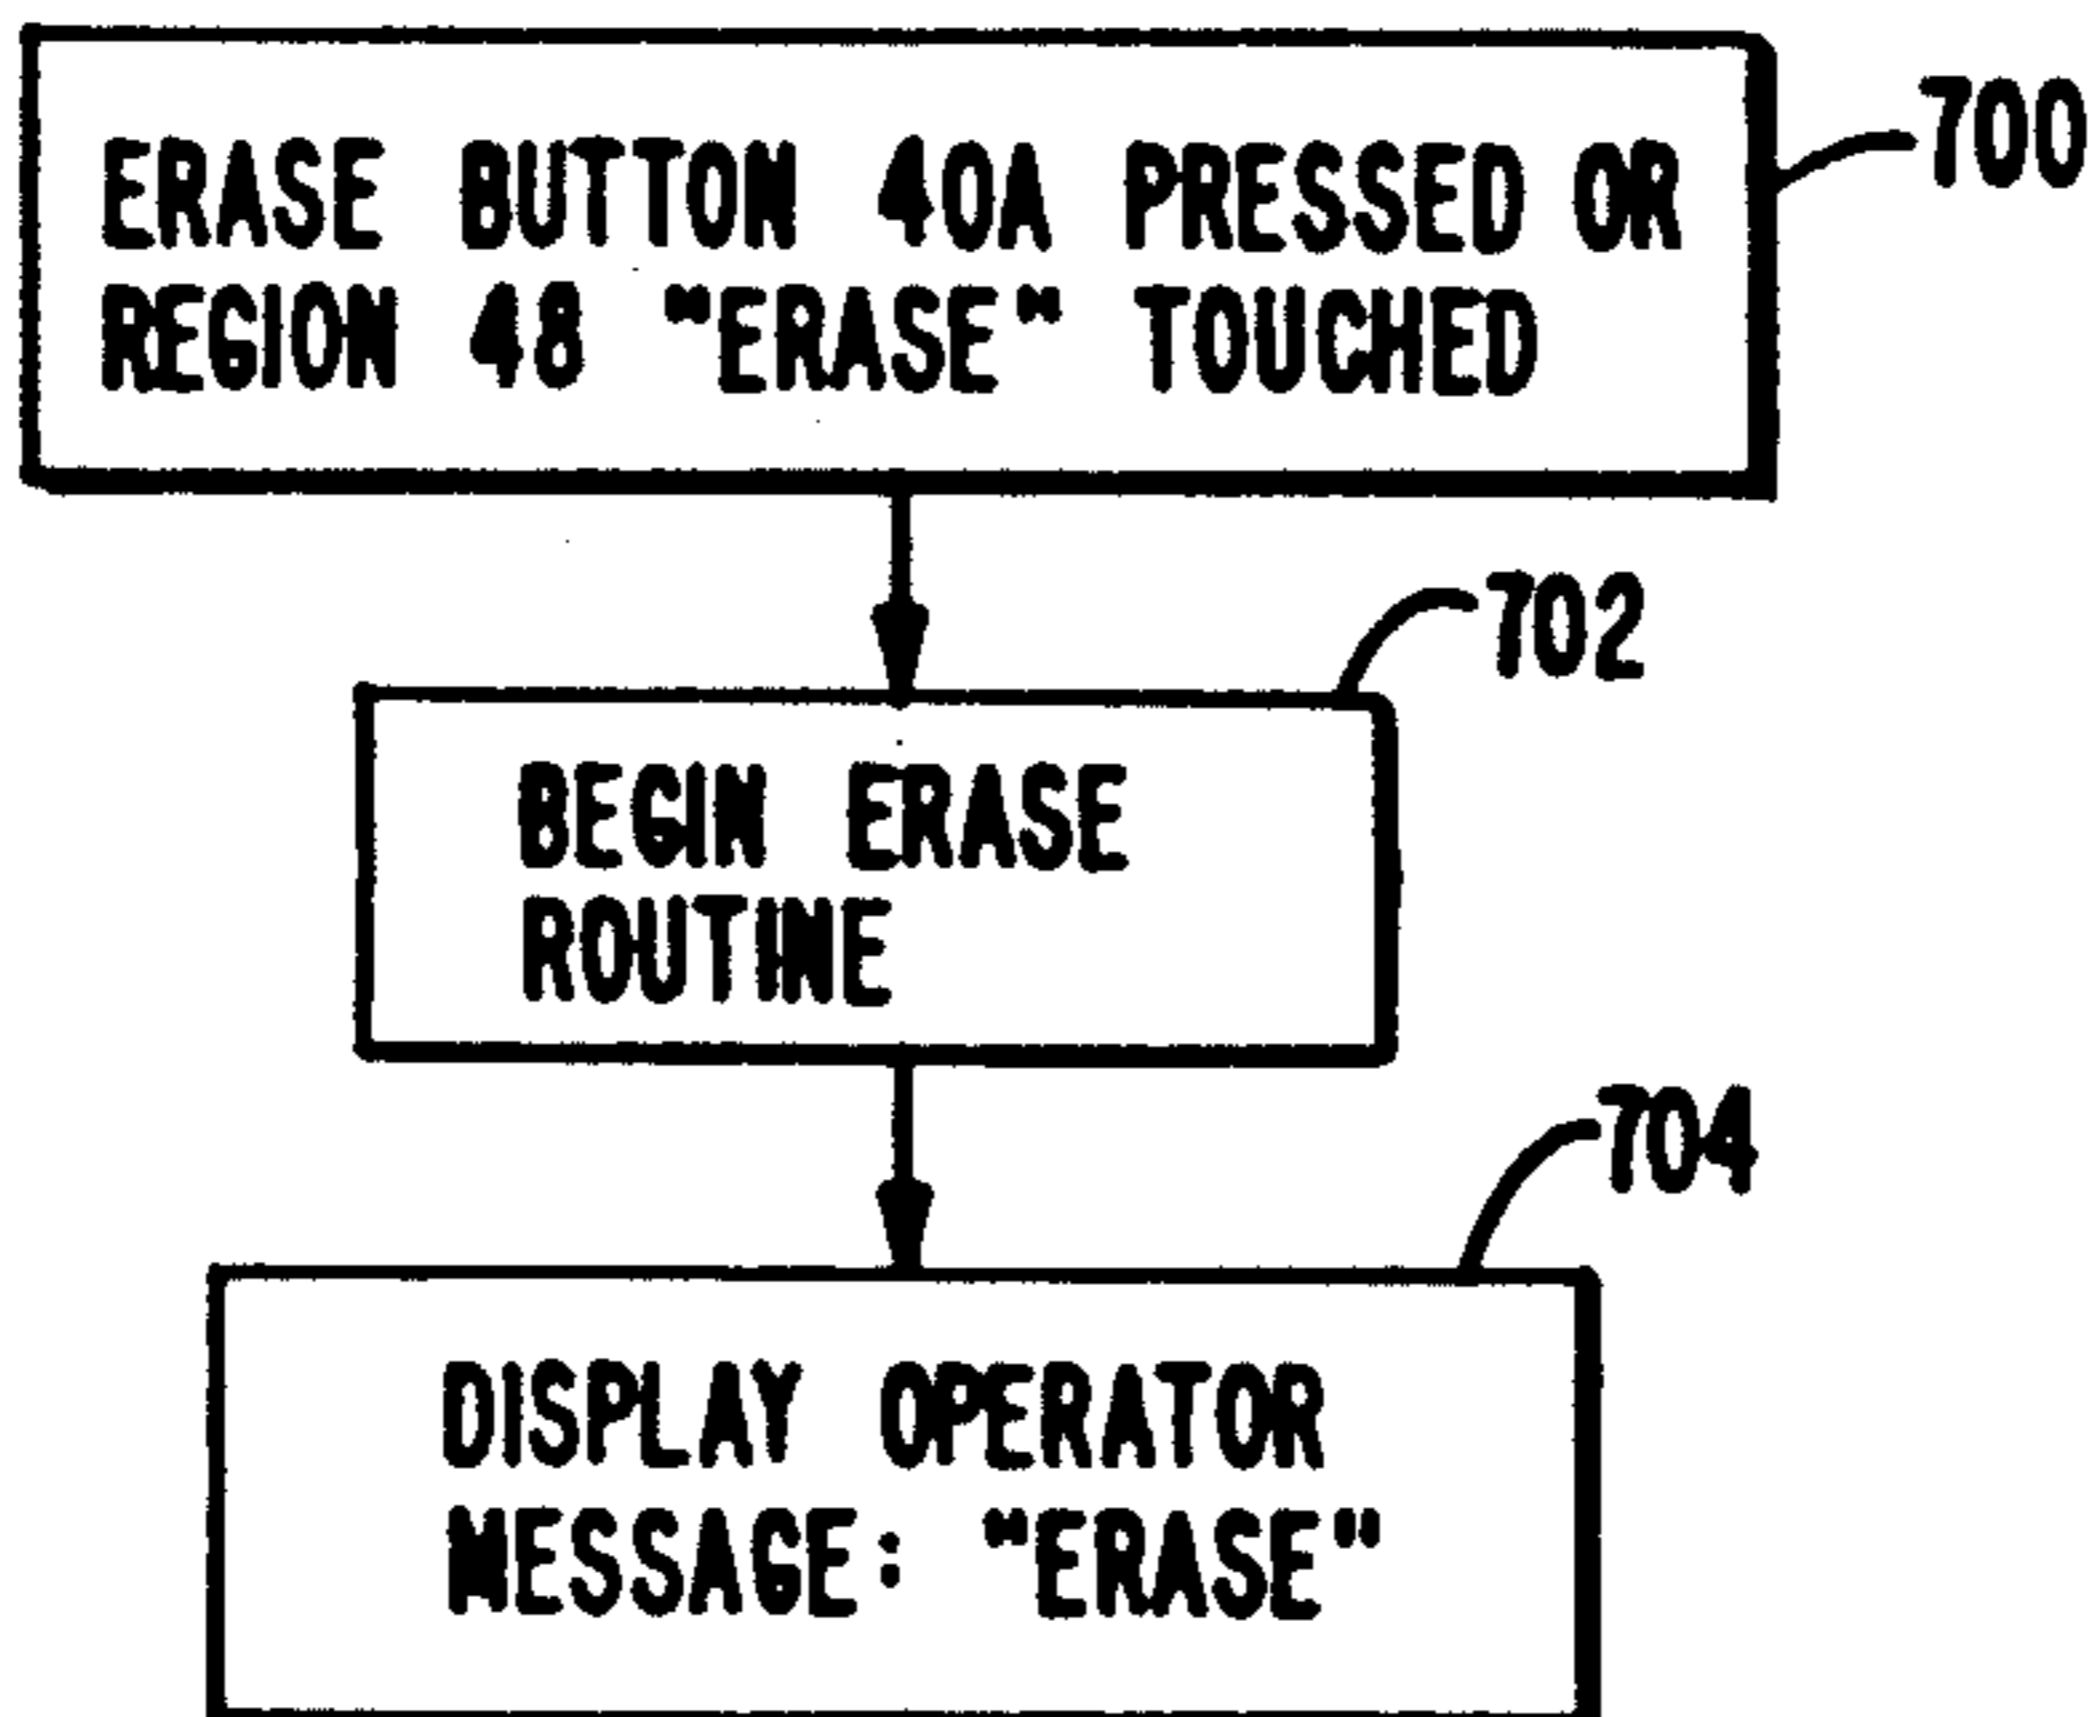 ERASE BUTTON 40A PRESSED OR
REGION 48 "ERASE" TOUCHED
700
702
BEGIN ERASE
ROUTINE
704
DISPLAY OPERATOR
MESSAGE: "ERASE"